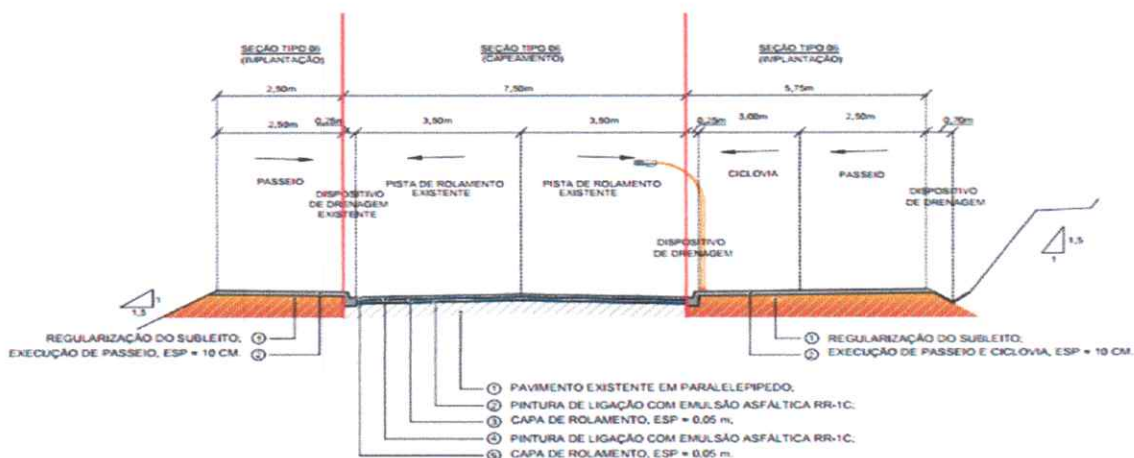 SEÇÃO TIPO 06
(IMPLANTAÇÃO)
SEÇÃO TIPO 06
(CAPEAMENTO)
SEÇÃO TIPO 06
(IMPLANTAÇÃO)
2,50m
7,50m
5,75m
2,50m
0,25m
3,50m
3,50m
0,25m
3,00m
2,50m
0,70m
PASSEIO
DISPOSITIVO
DE DRENAGEM
EXISTENTE
PISTA DE ROLAMENTO
EXISTENTE
PISTA DE ROLAMENTO
EXISTENTE
DISPOSITIVO
DE DRENAGEM
CICLOVIA
PASSEIO
DISPOSITIVO
DE DRENAGEM
1
1,5
1,5
1
REGULARIZAÇÃO DO SUBLEITO; 1
EXECUÇÃO DE PASSEIO, ESP = 10 CM. 2
1 REGULARIZAÇÃO DO SUBLEITO;
2 EXECUÇÃO DE PASSEIO E CICLOVIA, ESP = 10 CM.
1 PAVIMENTO EXISTENTE EM PARALELEPIPEDO;
2 PINTURA DE LIGAÇÃO COM EMULSÃO ASFÁLTICA RR-1C;
3 CAPA DE ROLAMENTO, ESP = 0,05 m;
4 PINTURA DE LIGAÇÃO COM EMULSÃO ASFÁLTICA RR-1C;
5 CAPA DE ROLAMENTO, ESP = 0,05 m.